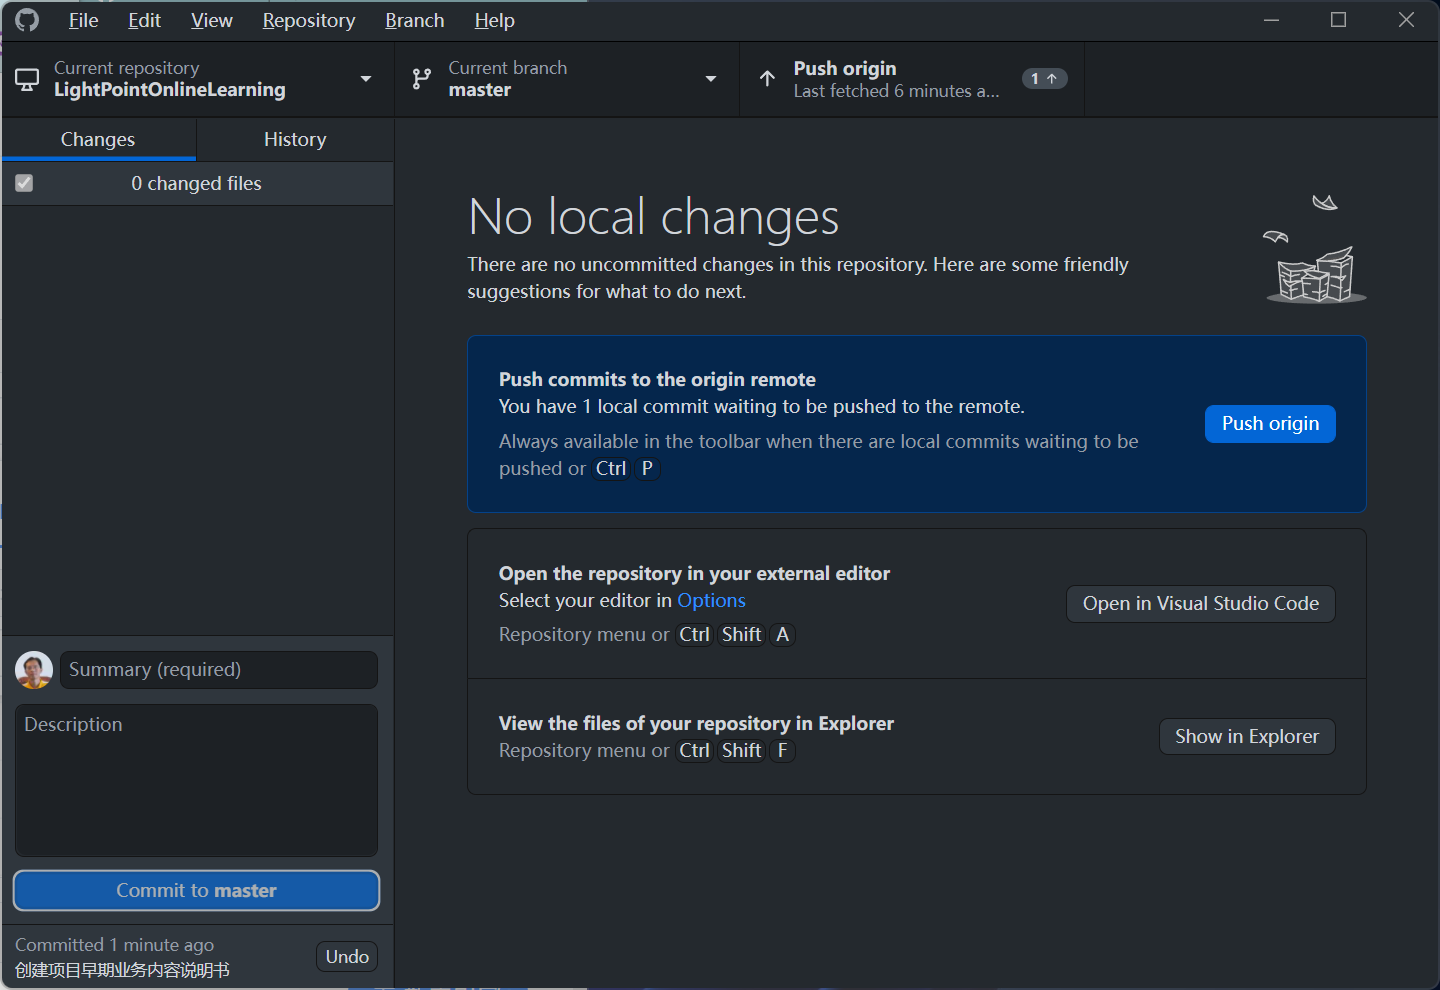 File Edit View Repository Branch Help
Current repository
LightPointOnlineLearning
Current branch
master
Push origin
Last fetched 6 minutes a...
1
Changes
History
0 changed files
No local changes
There are no uncommitted changes in this repository. Here are some friendly
suggestions for what to do next.
Push commits to the origin remote
You have 1 local commit waiting to be pushed to the remote.
Always available in the toolbar when there are local commits waiting to be
pushed or Ctrl P
Push origin
Open the repository in your external editor
Select your editor in Options
Repository menu or Ctrl Shift A
Open in Visual Studio Code
View the files of your repository in Explorer
Repository menu or Ctrl Shift F
Show in Explorer
Summary (required)
Description
Commit to master
Committed 1 minute ago
创建项目早期业务内容说明书
Undo